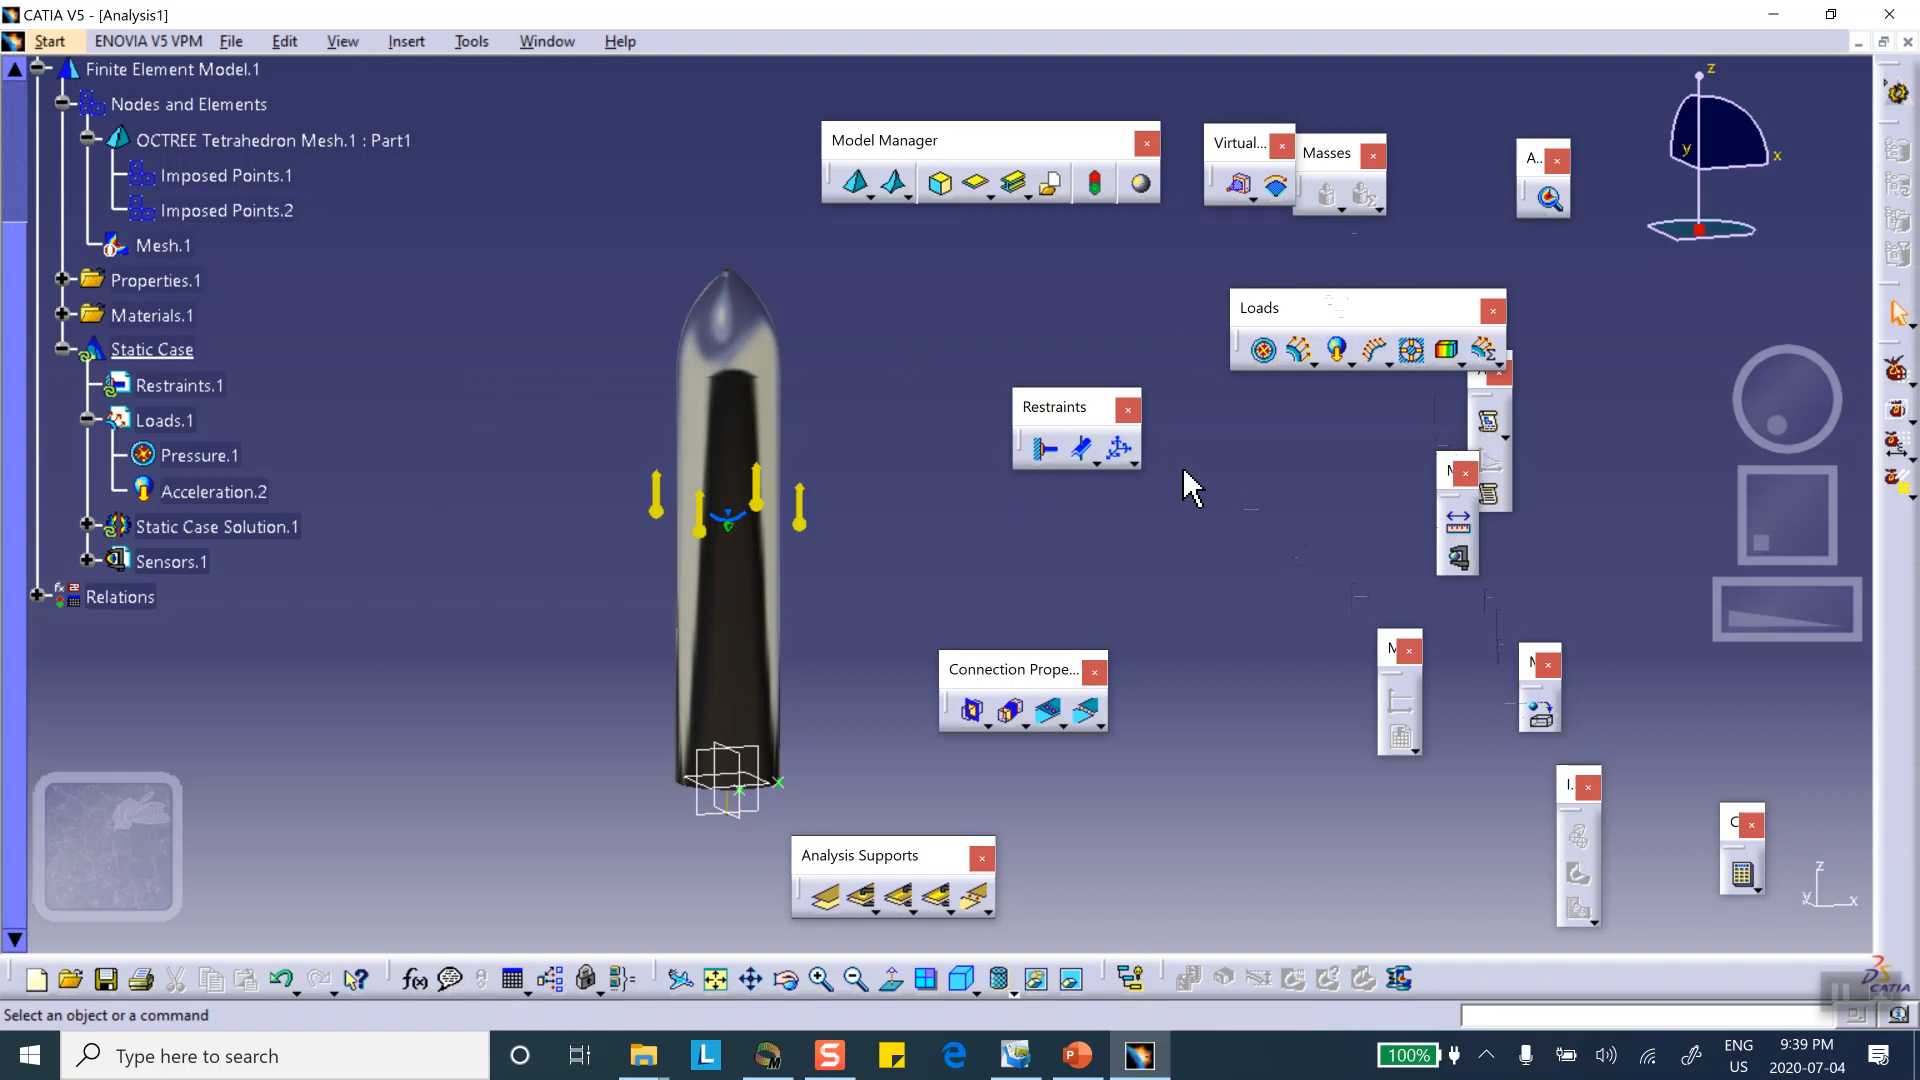 CATIA V5 - [Analysis1]
Start ENOVIA V5 VPM File Edit View Insert Tools Window Help
Finite Element Model.1
Nodes and Elements
OCTREE Tetrahedron Mesh.1 : Part1
Imposed Points.1
Imposed Points.2
Mesh.1
Properties.1
Materials.1
Static Case
Restraints.1
Loads.1
Pressure.1
Acceleration.2
Static Case Solution.1
Sensors.1
Relations
Model Manager
Virtual...
Masses
A..
z
y
x
Loads
Restraints
Connection Prope...
Analysis Supports
I.
z
y
x
f(x)
CATIA
Select an object or a command
Type here to search
L
S
P
100%
ENG
US
9:39 PM
2020-07-04